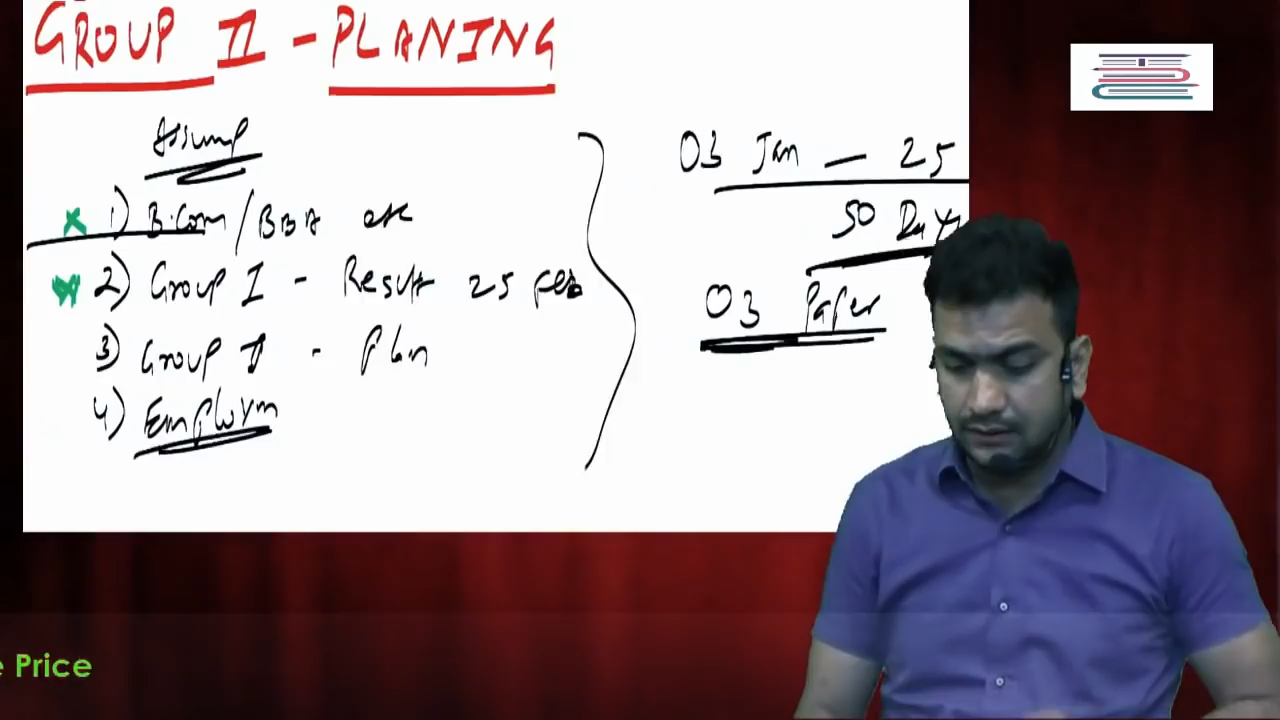 GROUP II - PLANING
Assump
1) B.Com/BBA etc
2) Group I - Result 25 Feb
3) Group II - Plan
4) Employm
03 Jan - 25
50 Days
03 Paper
e Price